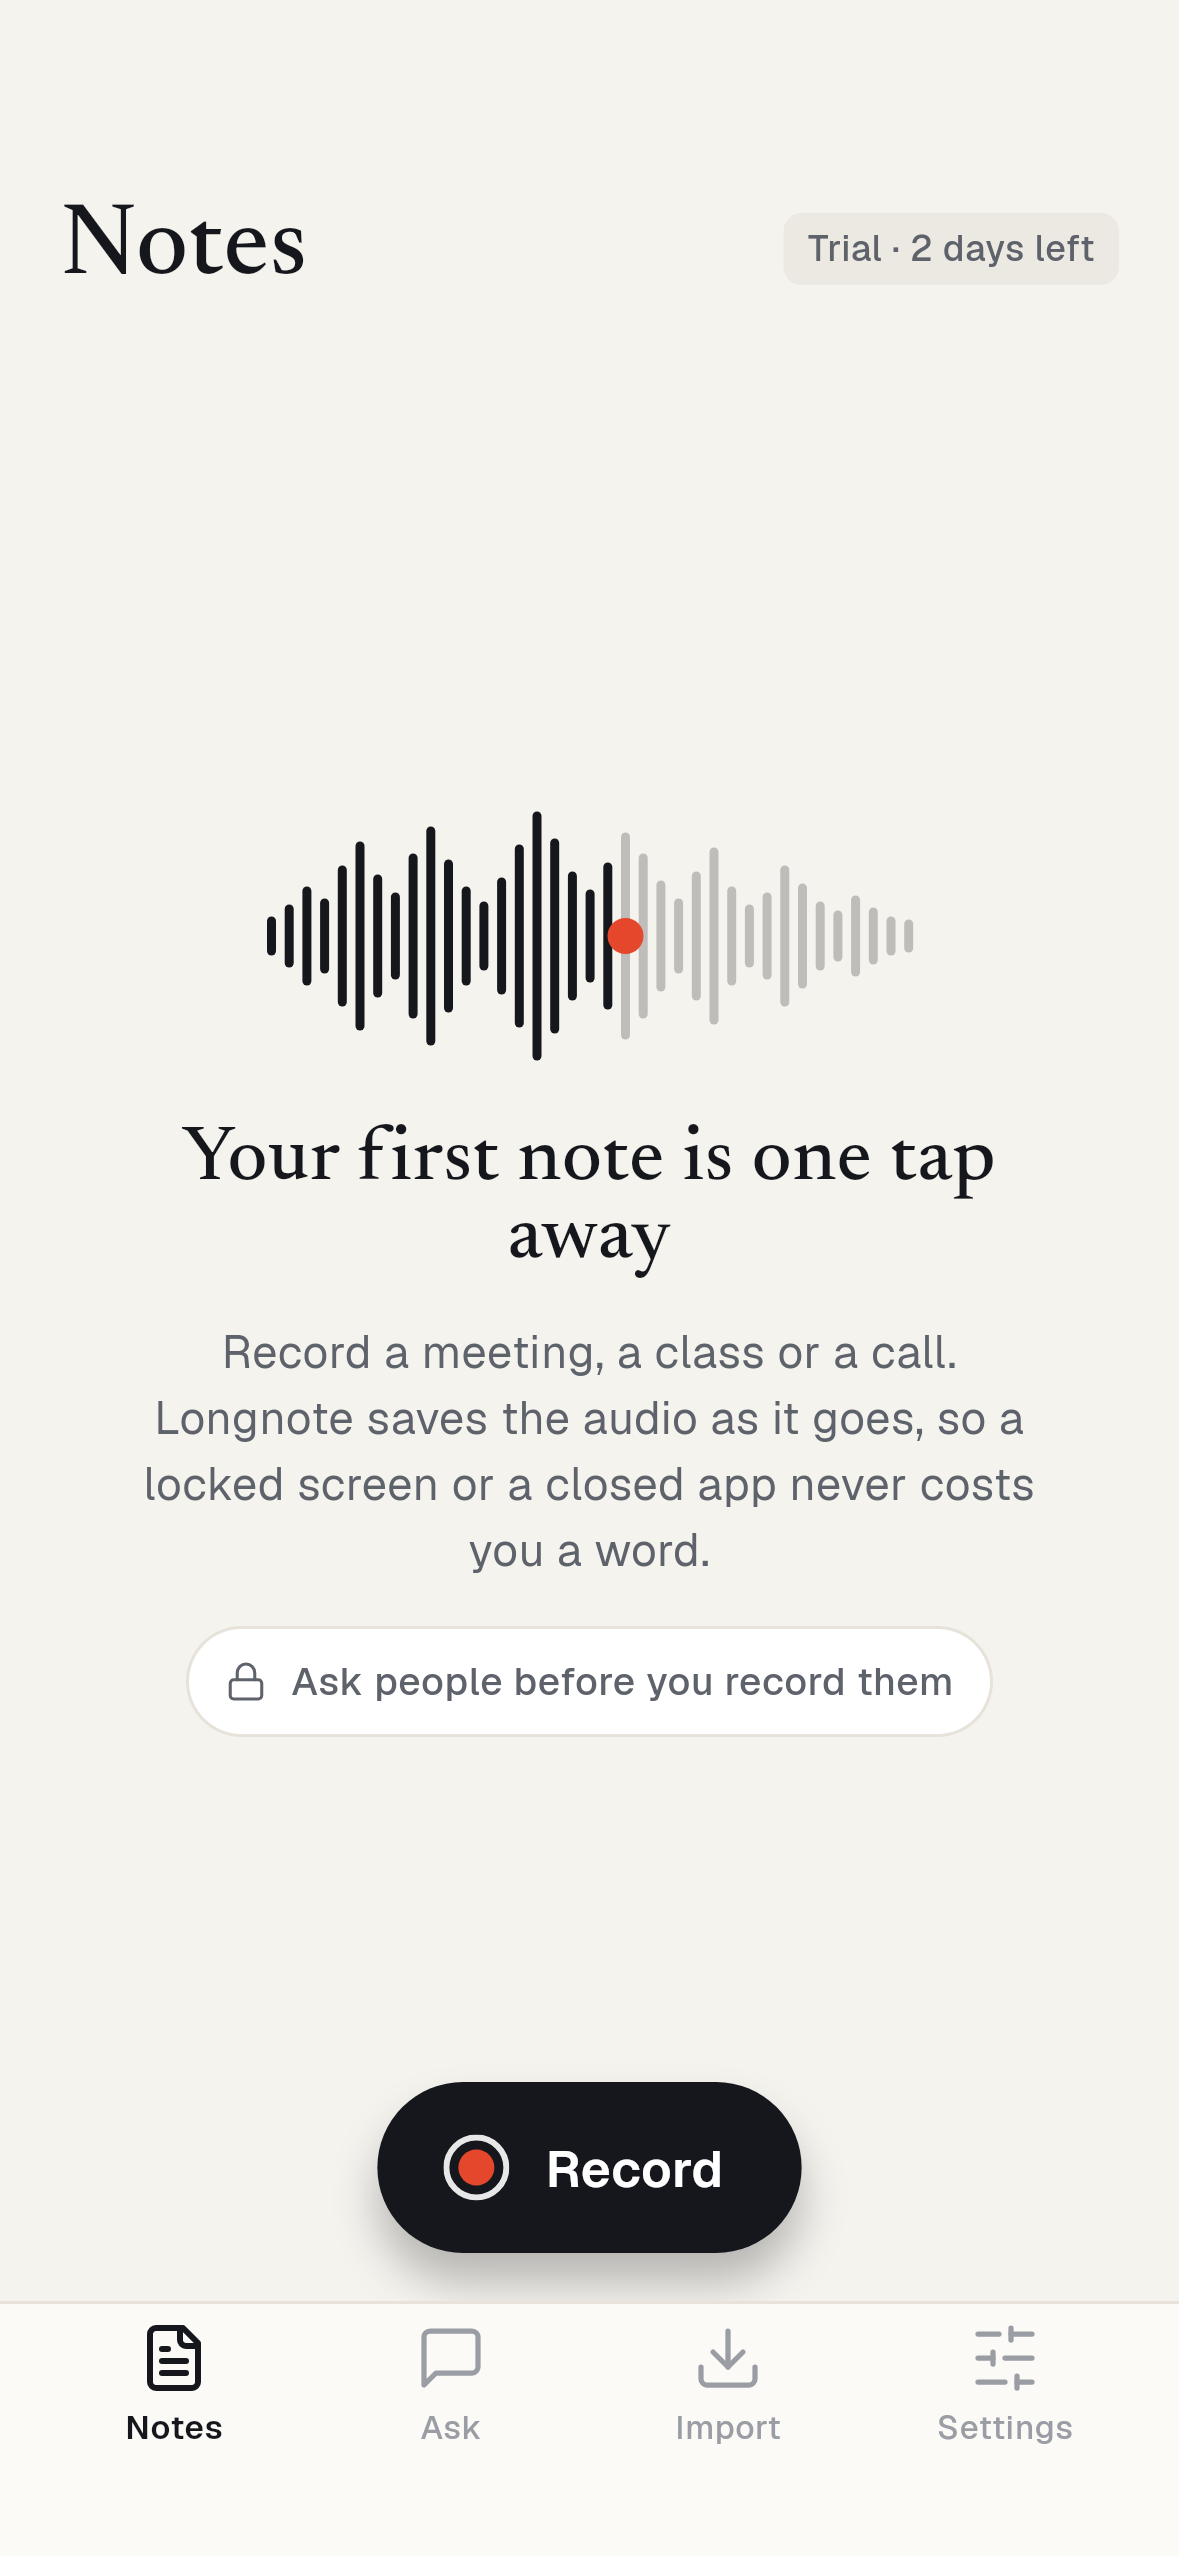 Notes
Trial · 2 days left
Your first note is one tap
away
Record a meeting, a class or a call.
Longnote saves the audio as it goes, so a
locked screen or a closed app never costs
you a word.
Ask people before you record them
Record
Notes
Ask
Import
Settings